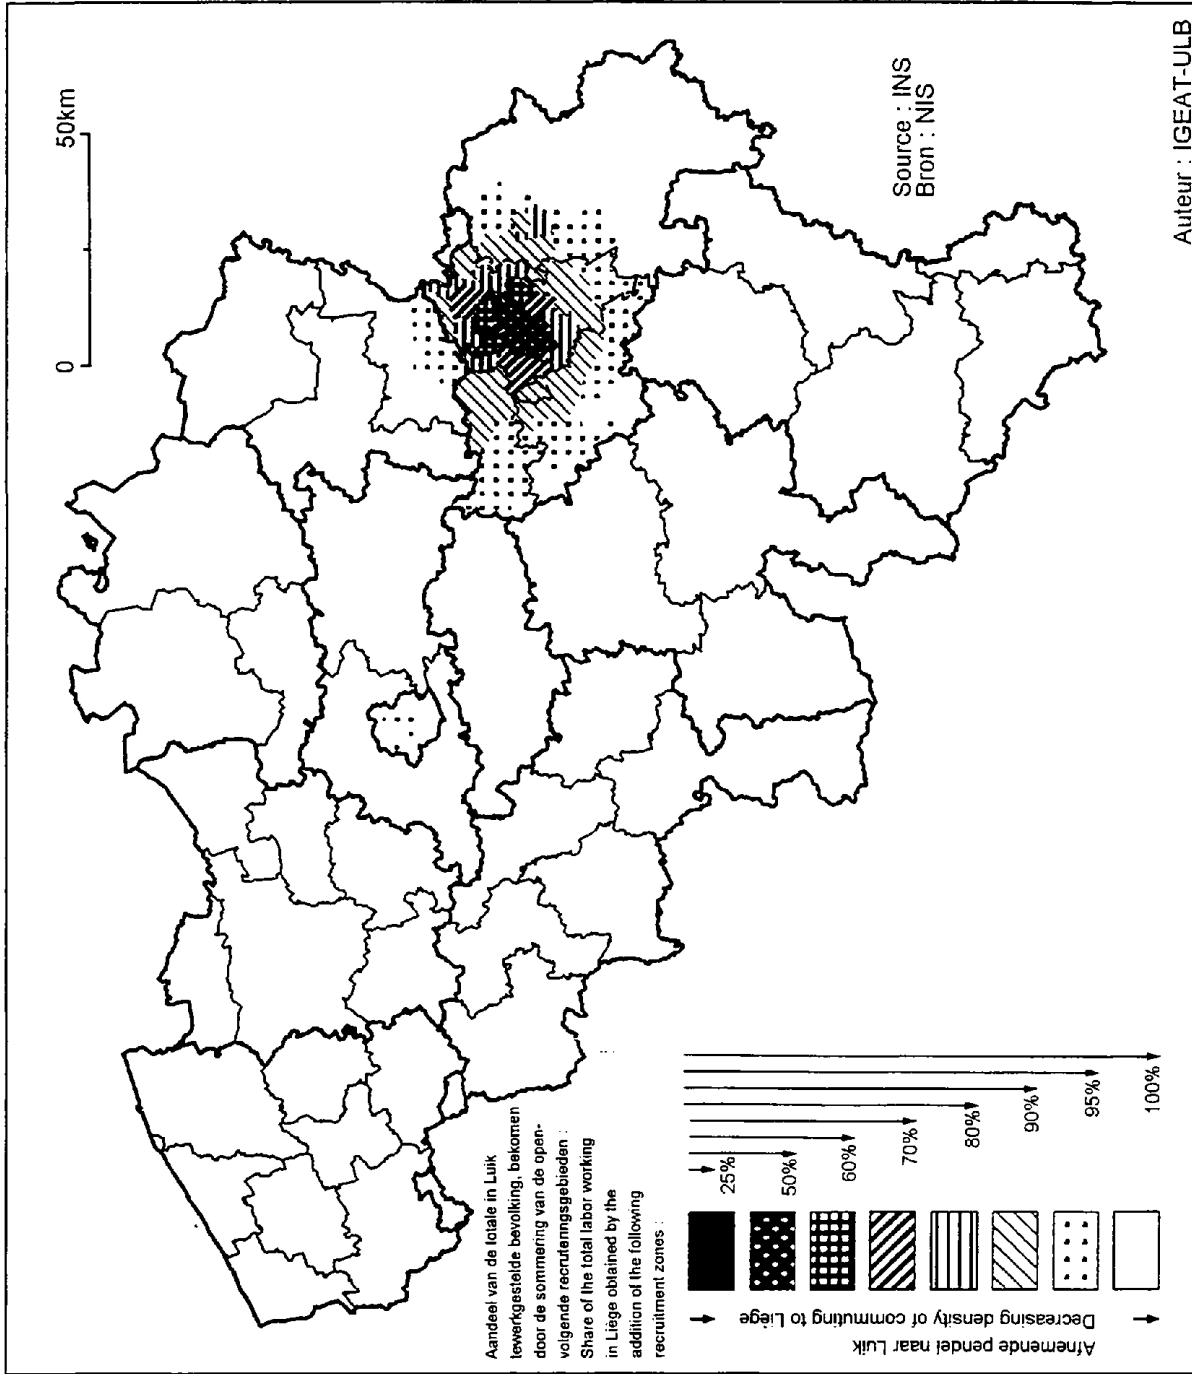 0
50km
Source : INS
Bron : NIS
Auteur : IGEAT-ULB
Aandeel van de totale in Luik
tewerkgestelde bevolking, bekomen
door de sommering van de open-
volgende recruteringsgebieden :
Share of the total labor working
in Liège obtained by the
addition of the following
recruitment zones :
25%
50%
60%
70%
80%
90%
95%
100%
Afnemende pendel naar Luik
Decreasing density of commuting to Liège